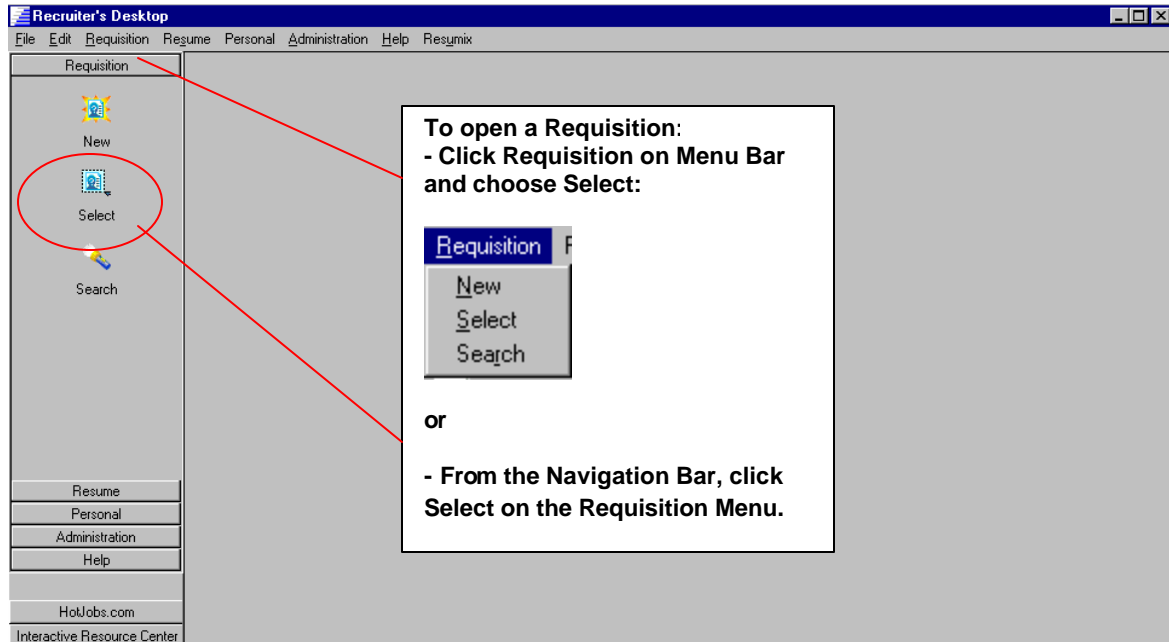 Recruiter's Desktop
File Edit Requisition Resume Personal Administration Help Resumix
Requisition
New
Select
Search
To open a Requisition:
- Click Requisition on Menu Bar
and choose Select:
Requisition
New
Select
Search
or
- From the Navigation Bar, click
Select on the Requisition Menu.
Resume
Personal
Administration
Help
HotJobs.com
Interactive Resource Center